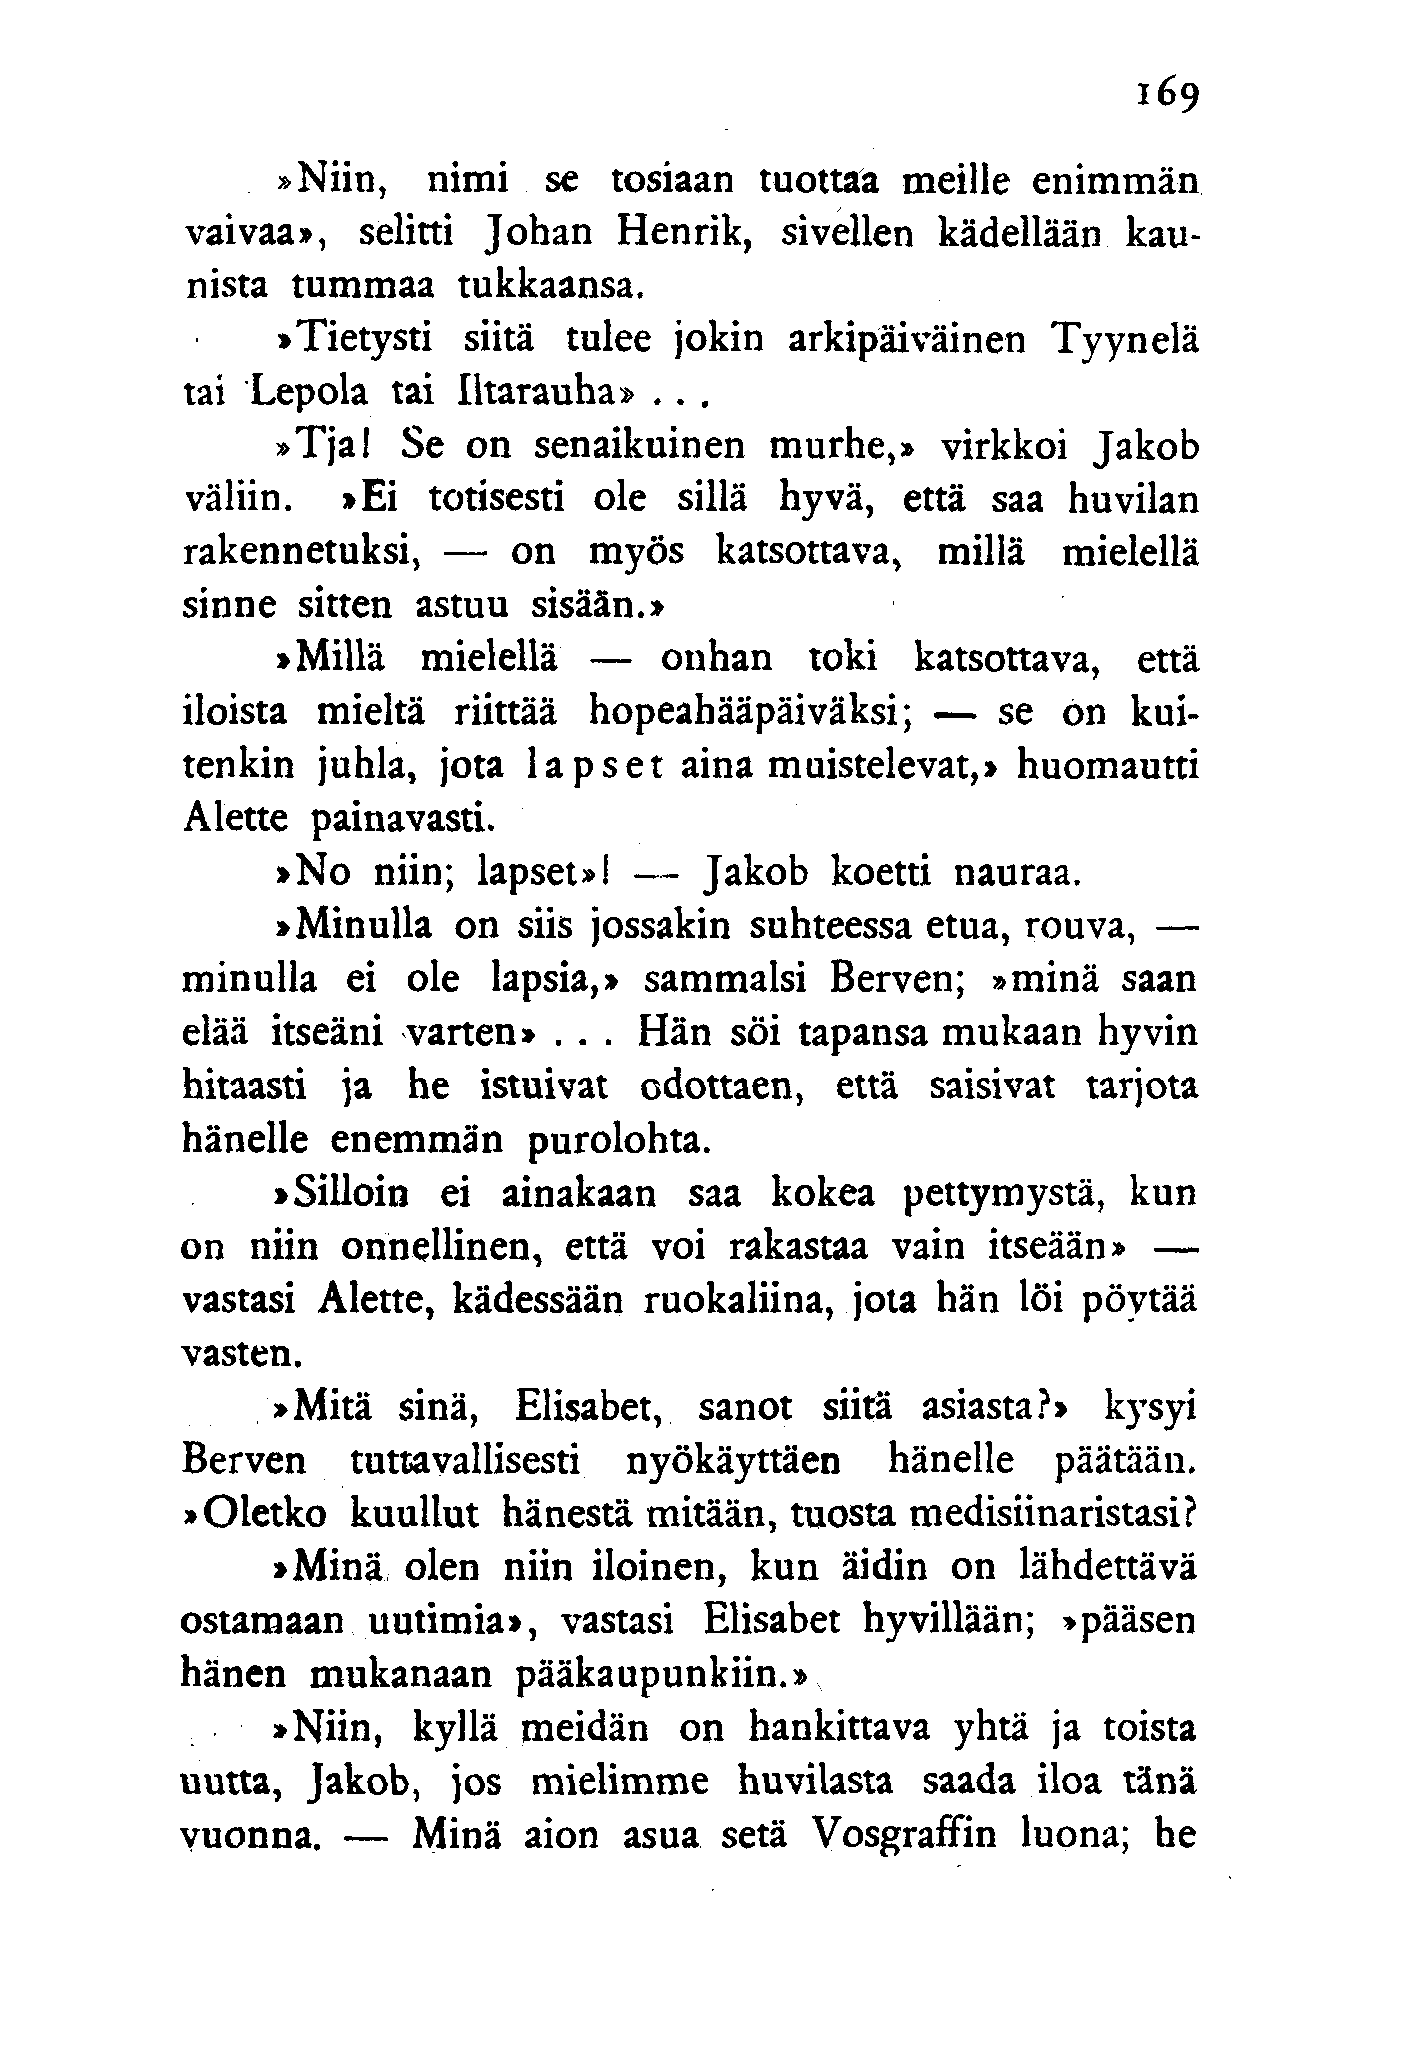 169
»Niin, nimi se tosiaan tuottaa meille enimmän
vaivaa», selitti Johan Henrik, sivellen kädellään kau-
nista tummaa tukkaansa.
»Tietysti siitä tulee jokin arkipäiväinen Tyynelä
tai Lepola tai Iltarauha» . . .
»Tja! Se on senaikuinen murhe,» virkkoi Jakob
väliin. »Ei totisesti ole sillä hyvä, että saa huvilan
rakennetuksi, — on myös katsottava, millä mielellä
sinne sitten astuu sisään.»
»Millä mielellä — onhan toki katsottava, että
iloista mieltä riittää hopeahääpäiväksi; — se on kui-
tenkin juhla, jota lapset aina muistelevat,» huomautti
Alette painavasti.
»No niin; lapset»! — Jakob koetti nauraa.
»Minulla on siis jossakin suhteessa etua, rouva, —
minulla ei ole lapsia,» sammalsi Berven; »minä saan
elää itseäni varten» . . . Hän söi tapansa mukaan hyvin
hitaasti ja he istuivat odottaen, että saisivat tarjota
hänelle enemmän purolohta.
»Silloin ei ainakaan saa kokea pettymystä, kun
on niin onnellinen, että voi rakastaa vain itseään» —
vastasi Alette, kädessään ruokaliina, jota hän löi pöytää
vasten.
»Mitä sinä, Elisabet, sanot siitä asiasta?» kysyi
Berven tuttavallisesti nyökäyttäen hänelle päätään.
»Oletko kuullut hänestä mitään, tuosta medisiinaristasi?
»Minä olen niin iloinen, kun äidin on lähdettävä
ostamaan uutimia», vastasi Elisabet hyvillään; »pääsen
hänen mukanaan pääkaupunkiin.»
»Niin, kyllä meidän on hankittava yhtä ja toista
uutta, Jakob, jos mielimme huvilasta saada iloa tänä
vuonna. — Minä aion asua setä Vosgraffin luona; he